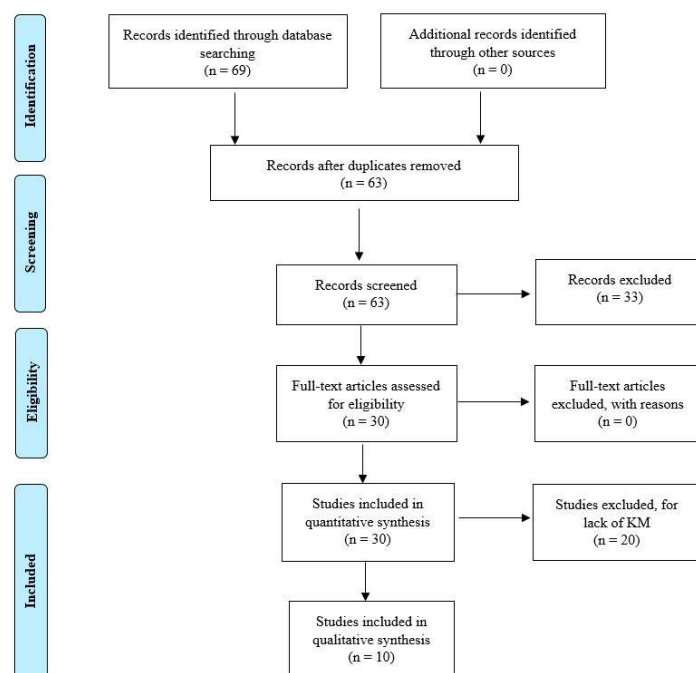 Identification
Records identified through database
searching
(n = 69)
Additional records identified
through other sources
(n = 0)
Records after duplicates removed
(n = 63)
Screening
Records screened
(n = 63)
Records excluded
(n = 33)
Eligibility
Full-text articles assessed
for eligibility
(n = 30)
Full-text articles
excluded, with reasons
(n = 0)
Included
Studies included in
quantitative synthesis
(n = 30)
Studies excluded, for
lack of KM
(n = 20)
Studies included in
qualitative synthesis
(n = 10)